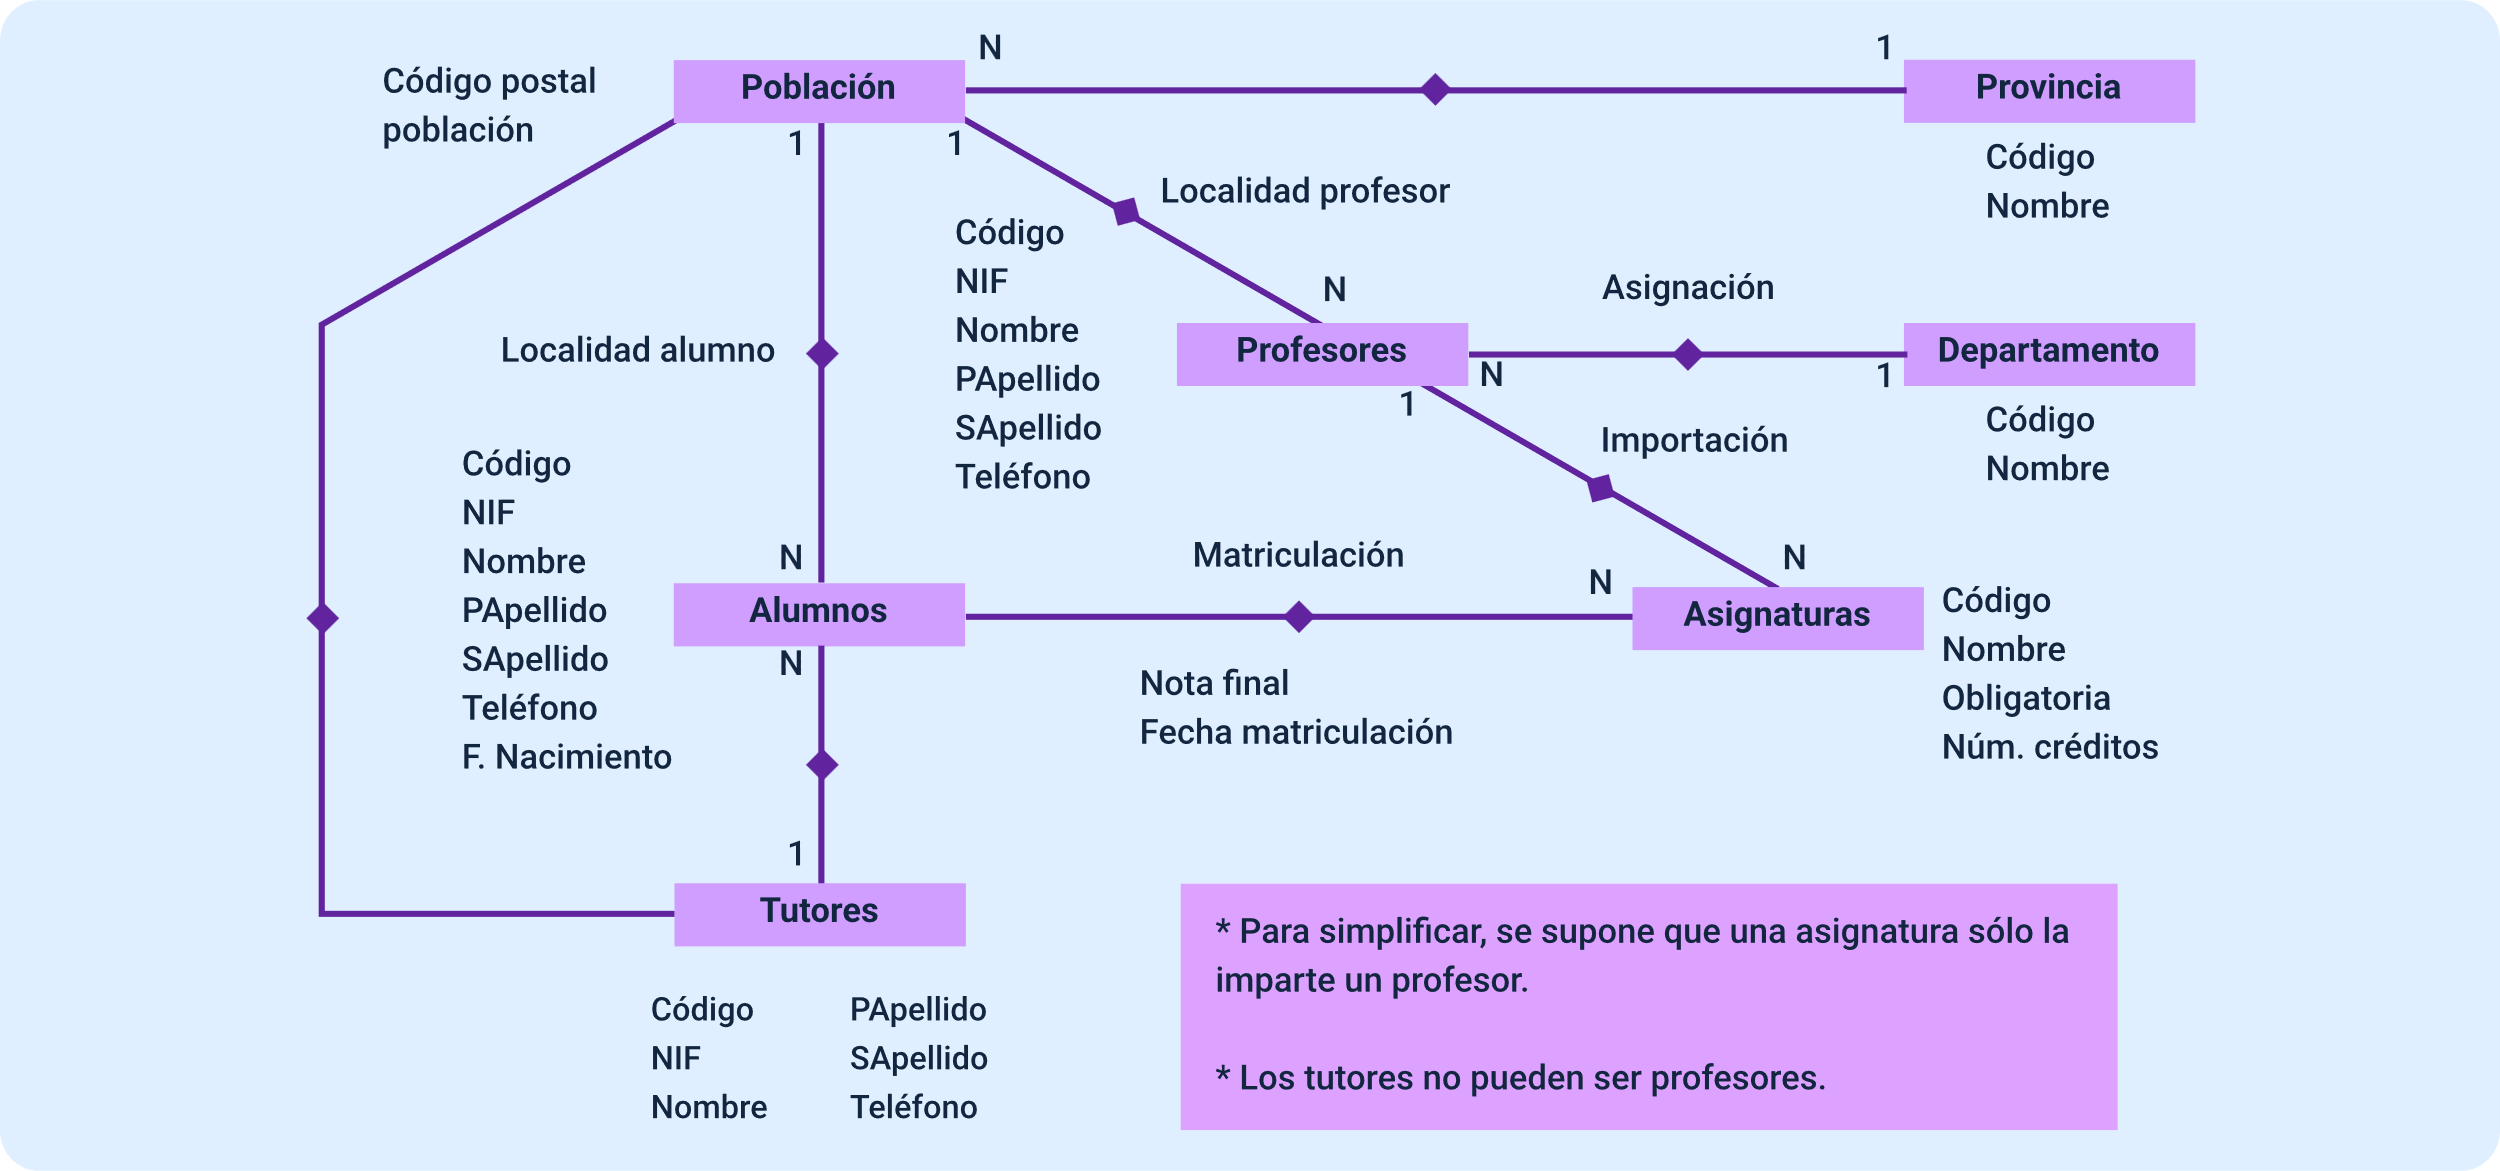 N
1
Código postal
población
Población
Provincia
1
1
Código
Nombre
Localidad profesor
Código
NIF
Nombre
PApellido
SApellido
Teléfono
N
Asignación
Localidad alumno
Profesores
Departamento
N
1
1
Código
Nombre
Importación
Código
NIF
Nombre
PApellido
SApellido
Teléfono
F. Nacimiento
N
Matriculación
N
N
Alumnos
Asignaturas
Código
Nombre
Obligatoria
Núm. créditos
N
Nota final
Fecha matriculación
1
Tutores
* Para simplificar, se supone que una asignatura sólo la
imparte un profesor.
* Los tutores no pueden ser profesores.
Código
NIF
Nombre
PApellido
SApellido
Teléfono